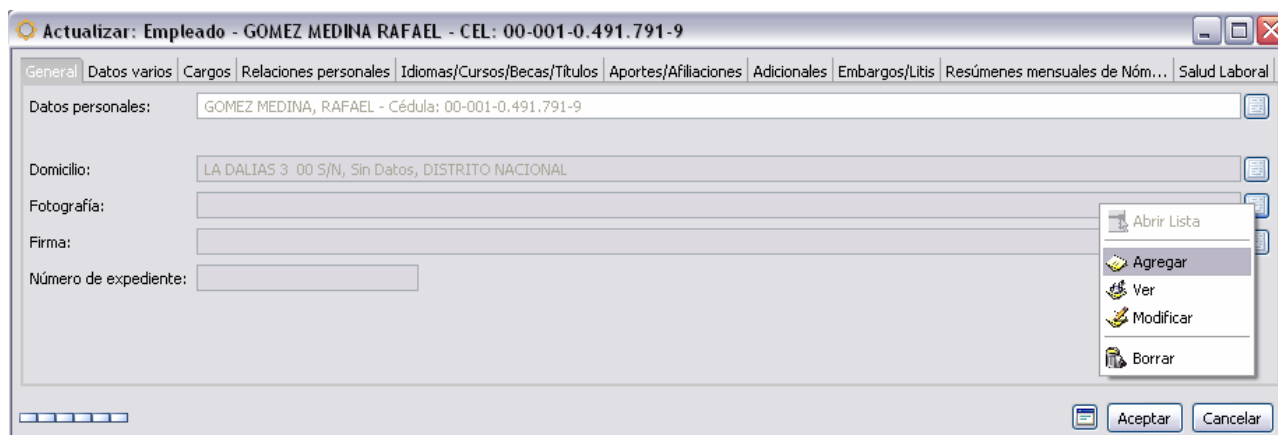 Actualizar: Empleado - GOMEZ MEDINA RAFAEL - CEL: 00-001-0.491.791-9
General Datos varios Cargos Relaciones personales Idiomas/Cursos/Becas/Títulos Aportes/Afiliaciones Adicionales Embargos/Litis Resúmenes mensuales de Nóm... Salud Laboral
Datos personales: GOMEZ MEDINA, RAFAEL - Cédula: 00-001-0.491.791-9
Domicilio: LA DALIAS 3 00 S/N, Sin Datos, DISTRITO NACIONAL
Fotografía:
Abrir Lista
Firma:
Agregar
Número de expediente:
Ver
Modificar
Borrar
Aceptar Cancelar